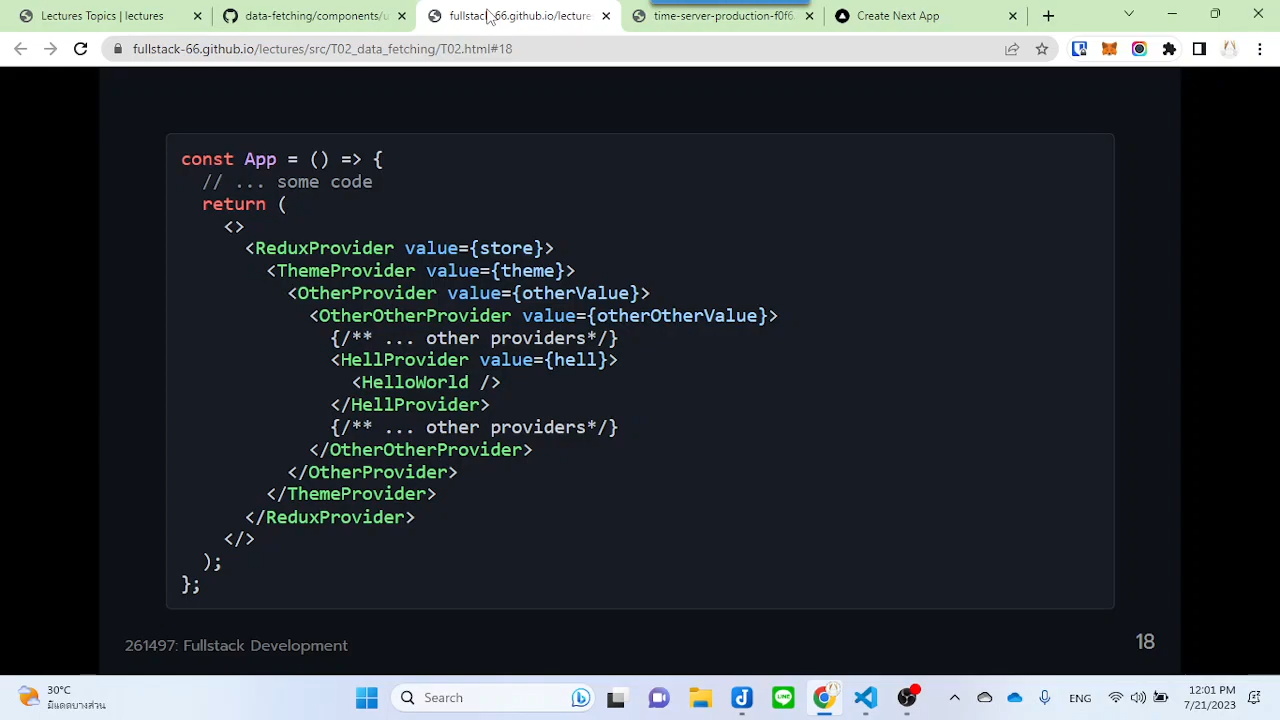 Lectures Topics | lectures
data-fetching/components/u
fullstack-66.github.io/lecture
time-server-production-f0f6
Create Next App
fullstack-66.github.io/lectures/src/T02_data_fetching/T02.html#18
const App = () => {
// ... some code
return (
<>
<ReduxProvider value={store}>
<ThemeProvider value={theme}>
<OtherProvider value={otherValue}>
<OtherOtherProvider value={otherOtherValue}>
{/** ... other providers*/}
<HellProvider value={hell}>
<HelloWorld />
</HellProvider>
{/** ... other providers*/}
</OtherOtherProvider>
</OtherProvider>
</ThemeProvider>
</ReduxProvider>
</>
);
};
261497: Fullstack Development
18
30°C
มีแดดบางส่วน
Search
LINE
ENG
12:01 PM
7/21/2023